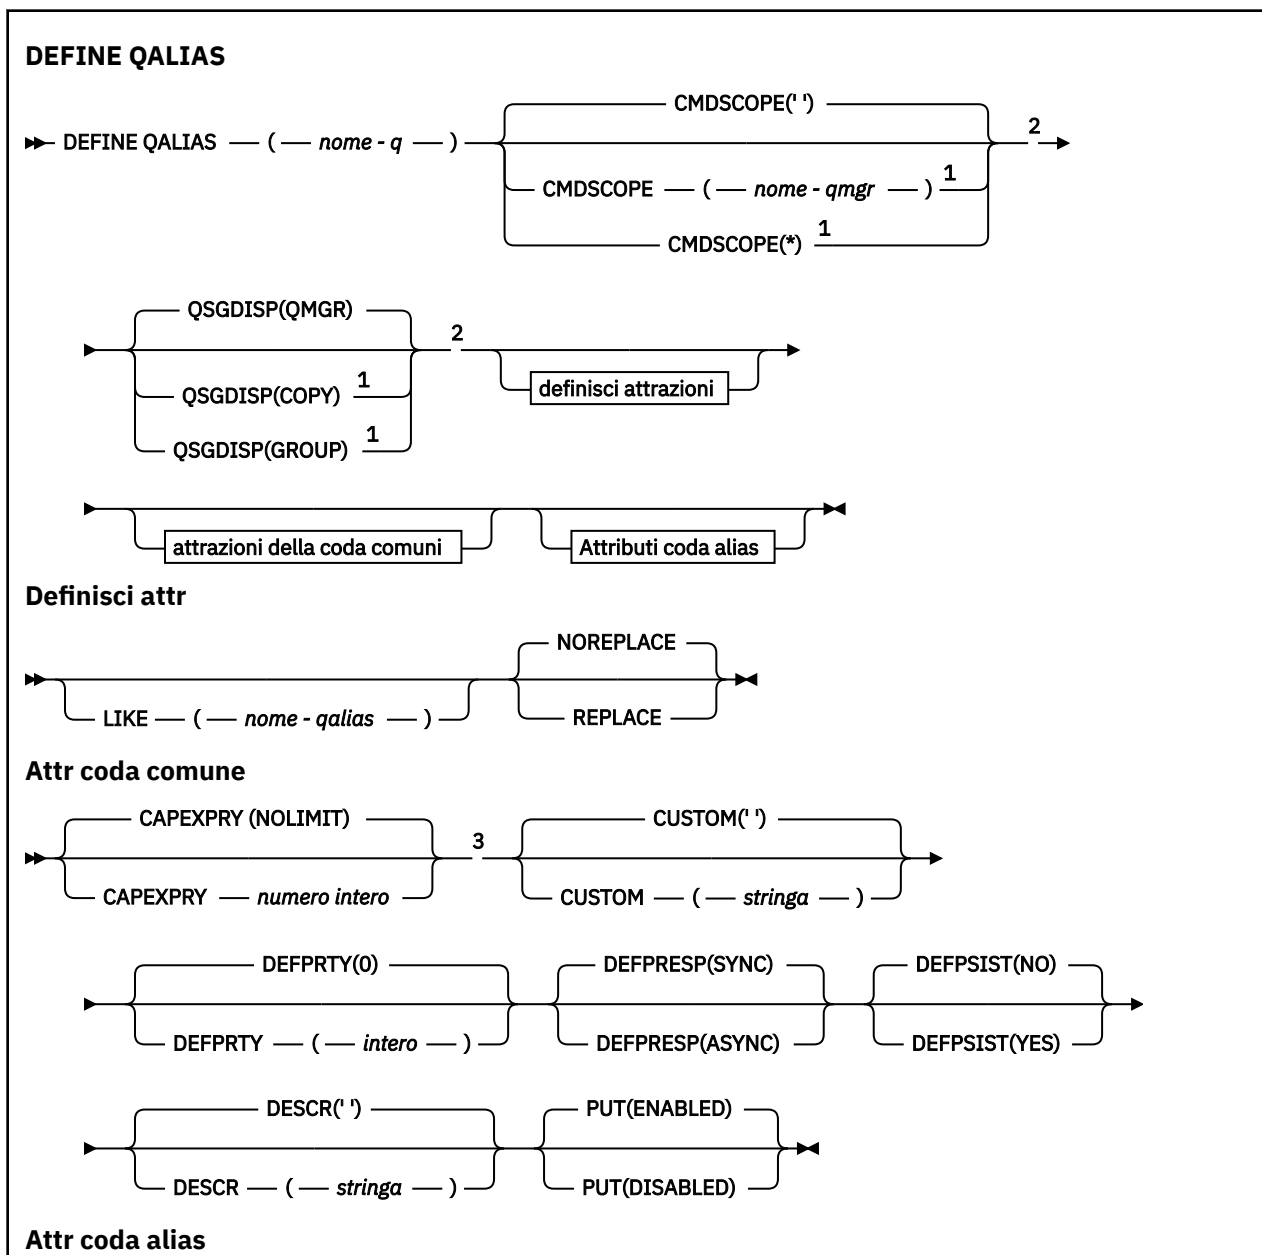 DEFINE QALIAS
CMDSCOPE(' ')
DEFINE QALIAS ( nome - q ) 2
CMDSCOPE ( nome - qmgr ) 1
CMDSCOPE(*) 1
QSGDISP(QMGR)
2
QSGDISP(COPY) 1
definisci attrazioni
QSGDISP(GROUP) 1
attrazioni della coda comuni Attributi coda alias
Definisci attr
NOREPLACE
LIKE ( nome - qalias ) REPLACE
Attr coda comune
CAPEXPRY (NOLIMIT) CUSTOM(' ')
3
CAPEXPRY numero intero CUSTOM ( stringa )
DEFPRTY(0) DEFPRESP(SYNC) DEFPSIST(NO)
DEFPRTY ( intero ) DEFPRESP(ASYNC) DEFPSIST(YES)
DESCR(' ') PUT(ENABLED)
DESCR ( stringa ) PUT(DISABLED)
Attr coda alias